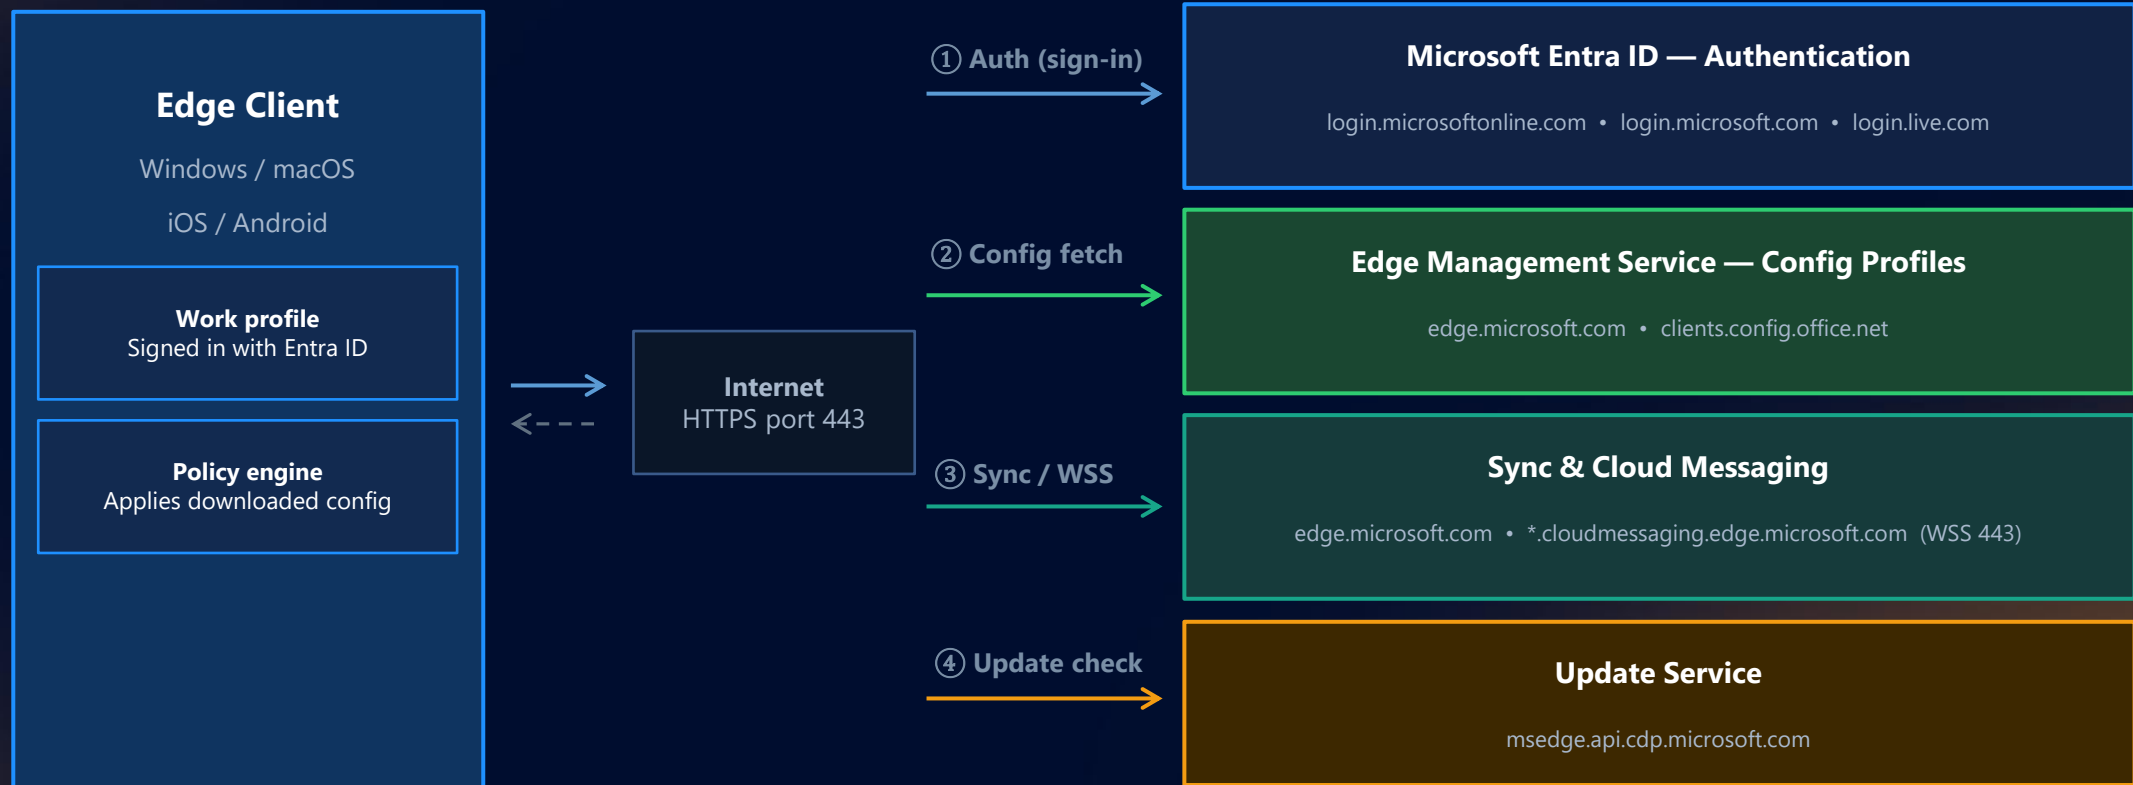 Edge Client
Windows / macOS
iOS / Android
Work profile
Signed in with Entra ID
Policy engine
Applies downloaded config
Internet
HTTPS port 443
① Auth (sign-in)
② Config fetch
③ Sync / WSS
④ Update check
Microsoft Entra ID — Authentication
login.microsoftonline.com • login.microsoft.com • login.live.com
Edge Management Service — Config Profiles
edge.microsoft.com • clients.config.office.net
Sync & Cloud Messaging
edge.microsoft.com • *.cloudmessaging.edge.microsoft.com (WSS 443)
Update Service
msedge.api.cdp.microsoft.com